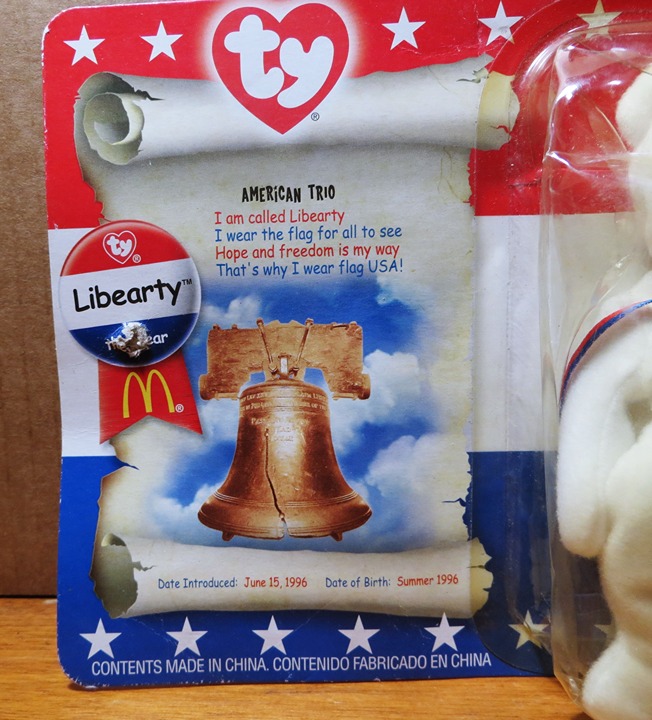 ty®
AMERiCAN TRiO
I am called Libearty
I wear the flag for all to see
Hope and freedom is my way
That's why I wear flag USA!
ty®
Libearty™
M®
Date Introduced: June 15, 1996 Date of Birth: Summer 1996
CONTENTS MADE IN CHINA. CONTENIDO FABRICADO EN CHINA